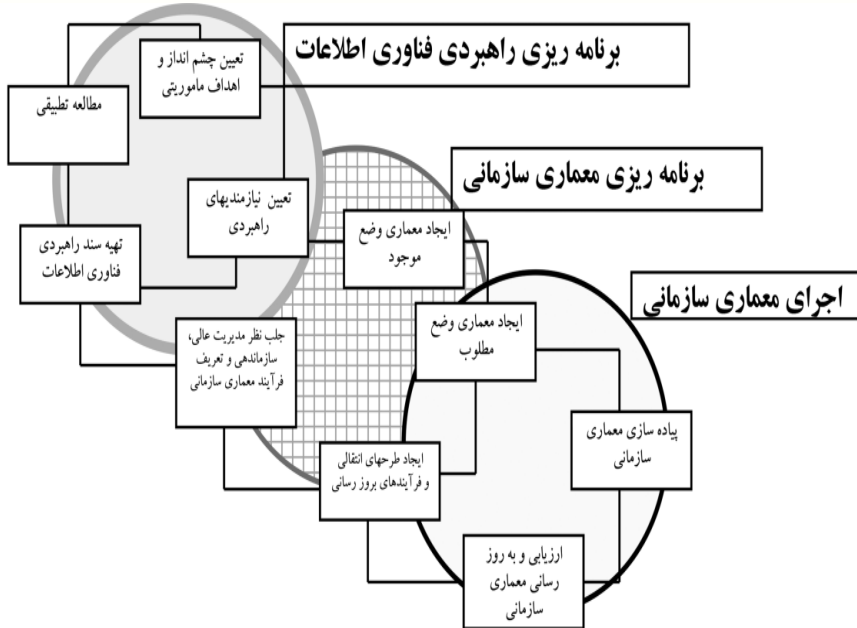 برنامه ریزی راهبردی فناوری اطلاعات
تعیین چشم انداز و
اهداف ماموریتی
مطالعه تطبیقی
تعیین نیازمندیهای
راهبردی
تهیه سند راهبردی
فناوری اطلاعات
برنامه ریزی معماری سازمانی
ایجاد معماری وضع
موجود
جلب نظر مدیریت عالی،
سازماندهی و تعریف
فرآیند معماری سازمانی
ایجاد معماری وضع
مطلوب
ایجاد طرحهای انتقالی
و فرآیندهای بروز رسانی
اجرای معماری سازمانی
پیاده سازی معماری
سازمانی
ارزیابی و به روز
رسانی معماری
سازمانی